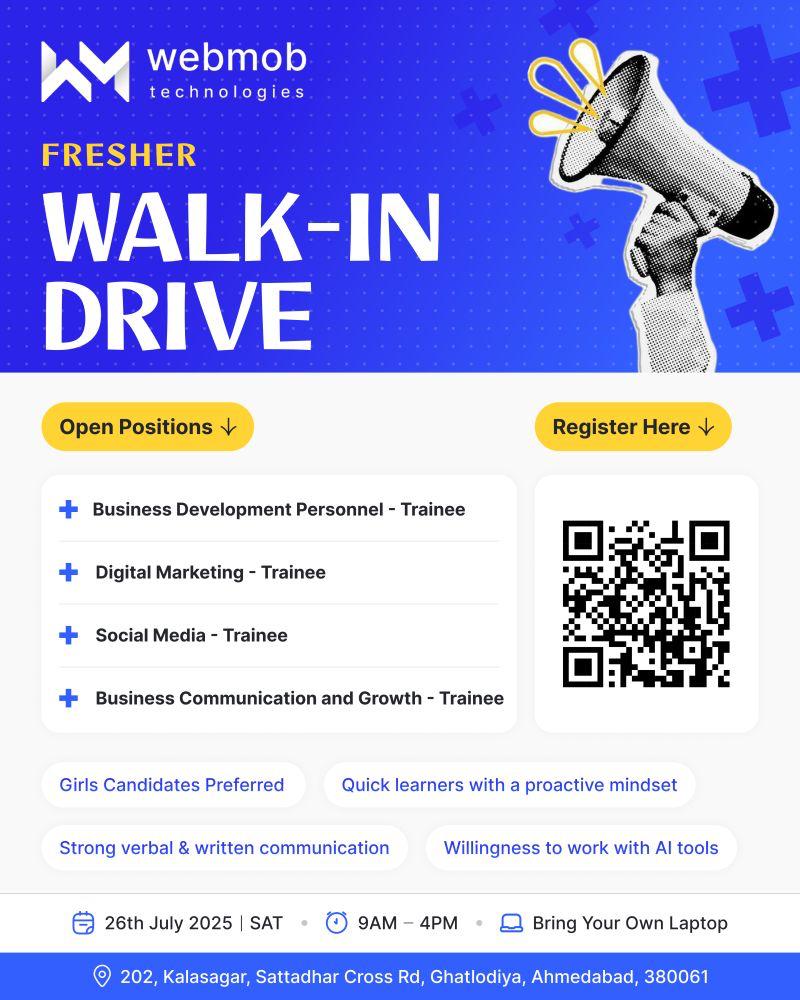 webmob
technologies
FRESHER
WALK-IN
DRIVE
Open Positions ↓
Register Here ↓
Business Development Personnel - Trainee
Digital Marketing - Trainee
Social Media - Trainee
Business Communication and Growth - Trainee
Girls Candidates Preferred
Quick learners with a proactive mindset
Strong verbal & written communication
Willingness to work with AI tools
26th July 2025 | SAT • 9AM – 4PM • Bring Your Own Laptop
202, Kalasagar, Sattadhar Cross Rd, Ghatlodiya, Ahmedabad, 380061